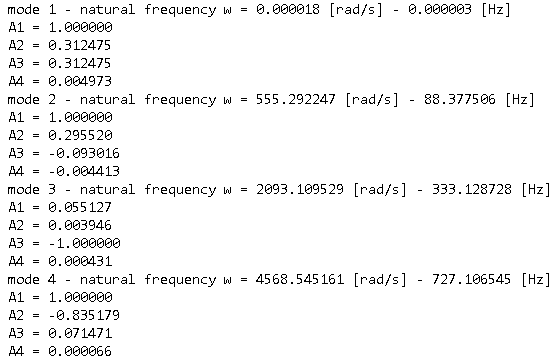 mode 1 - natural frequency w = 0.000018 [rad/s] - 0.000003 [Hz]
A1 = 1.000000
A2 = 0.312475
A3 = 0.312475
A4 = 0.004973
mode 2 - natural frequency w = 555.292247 [rad/s] - 88.377506 [Hz]
A1 = 1.000000
A2 = 0.295520
A3 = -0.093016
A4 = -0.004413
mode 3 - natural frequency w = 2093.109529 [rad/s] - 333.128728 [Hz]
A1 = 0.055127
A2 = 0.003946
A3 = -1.000000
A4 = 0.000431
mode 4 - natural frequency w = 4568.545161 [rad/s] - 727.106545 [Hz]
A1 = 1.000000
A2 = -0.835179
A3 = 0.071471
A4 = 0.000066